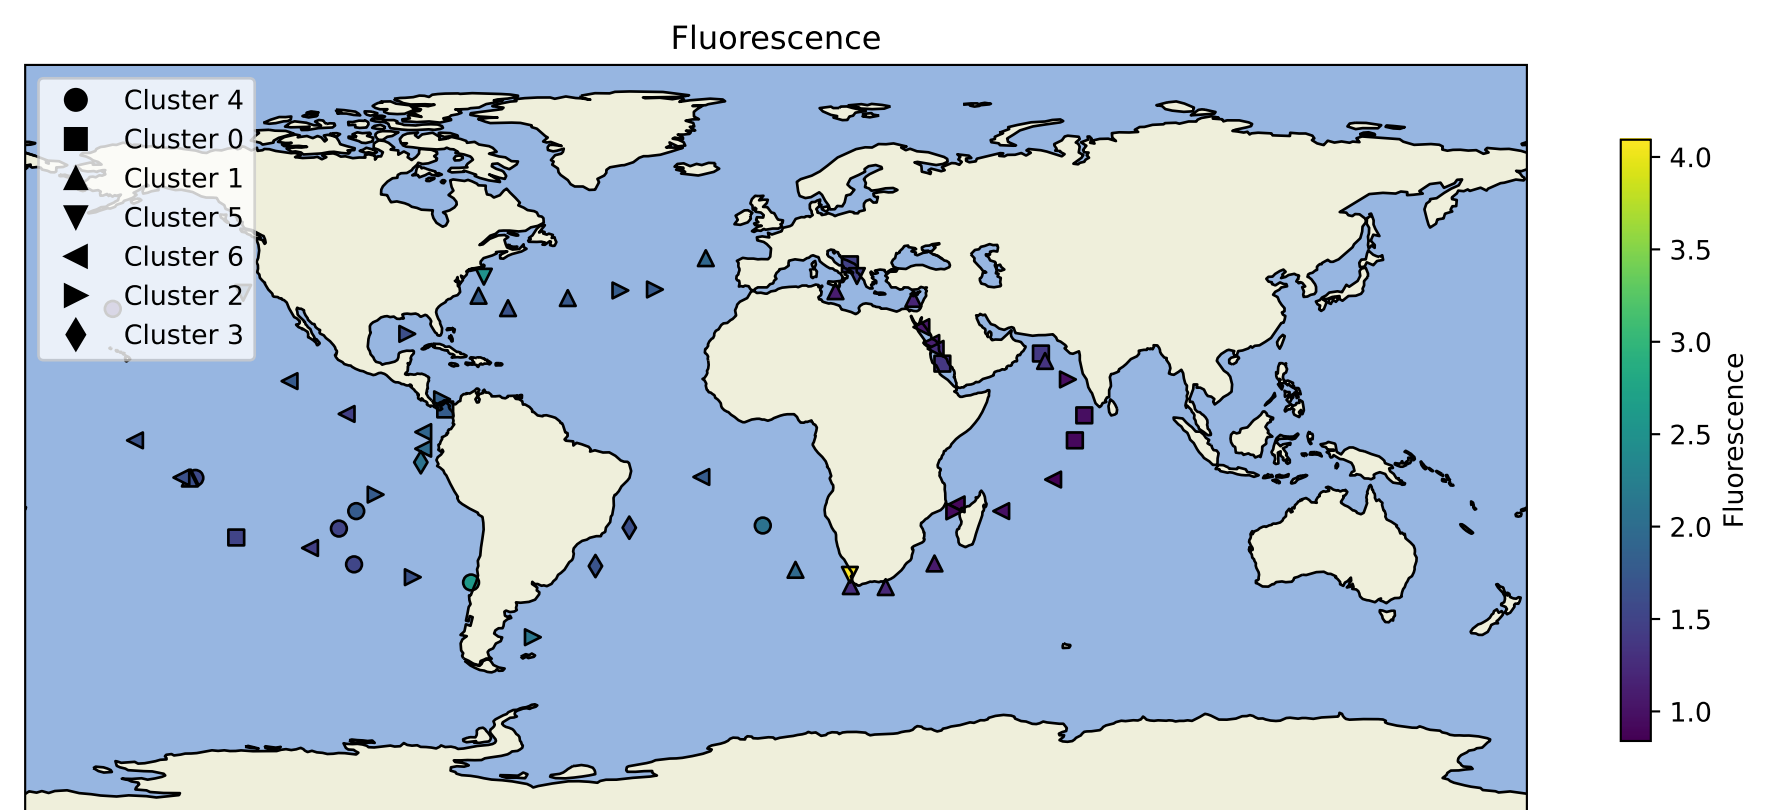 Fluorescence
Cluster 4
Cluster 0
Cluster 1
Cluster 5
Cluster 6
Cluster 2
Cluster 3
4.0
3.5
3.0
2.5
2.0
1.5
1.0
Fluorescence